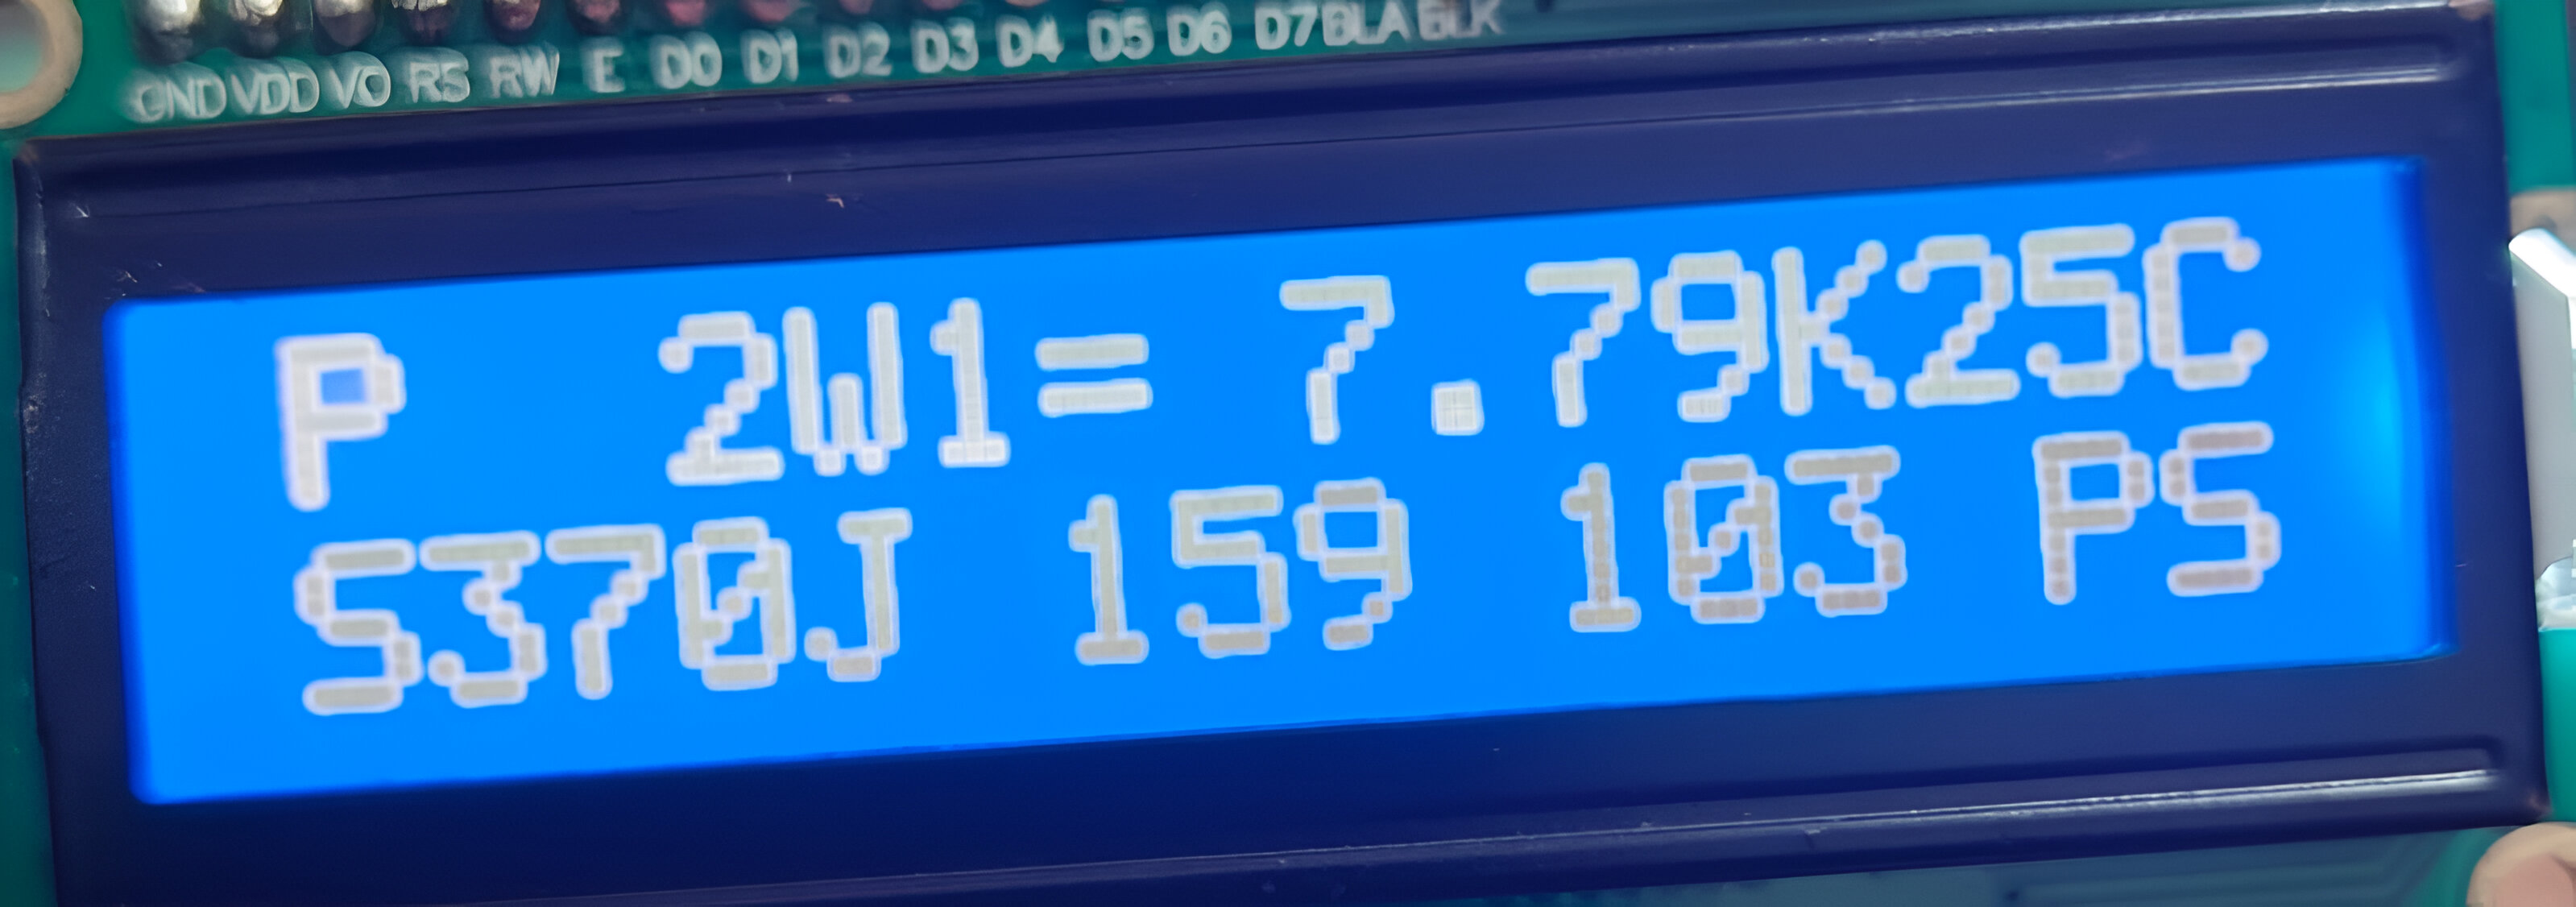 GND VDD VO RS RW E D0 D1 D2 D3 D4 D5 D6 D7 BLA BLK
P  2W1= 7.79K25C
S370J 159 103 PS